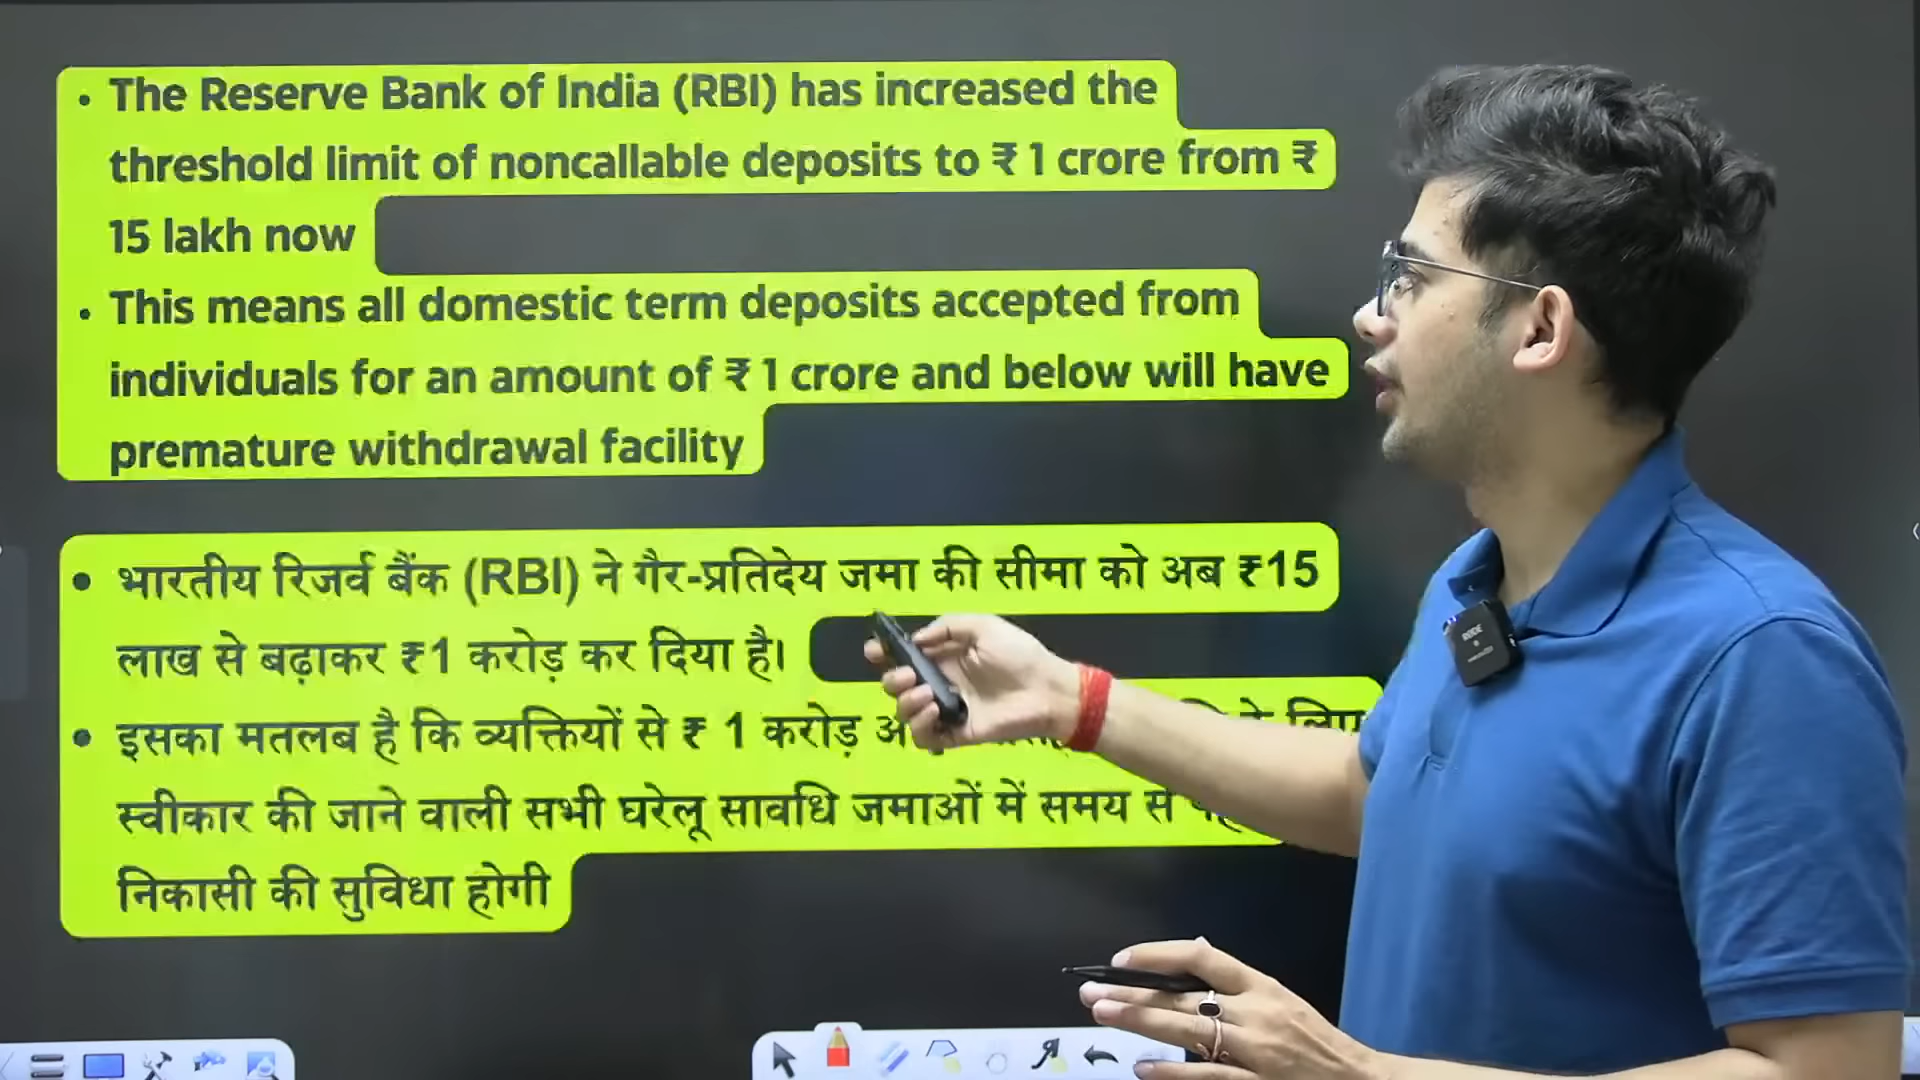 • The Reserve Bank of India (RBI) has increased the
threshold limit of noncallable deposits to ₹ 1 crore from ₹
15 lakh now
• This means all domestic term deposits accepted from
individuals for an amount of ₹ 1 crore and below will have
premature withdrawal facility
• भारतीय रिजर्व बैंक (RBI) ने गैर-प्रतिदेय जमा की सीमा को अब ₹15
लाख से बढ़ाकर ₹1 करोड़ कर दिया है।
• इसका मतलब है कि व्यक्तियों से ₹ 1 करोड़ के लिए
स्वीकार की जाने वाली सभी घरेलू सावधि जमाओं में समय से
निकासी की सुविधा होगी
RODE